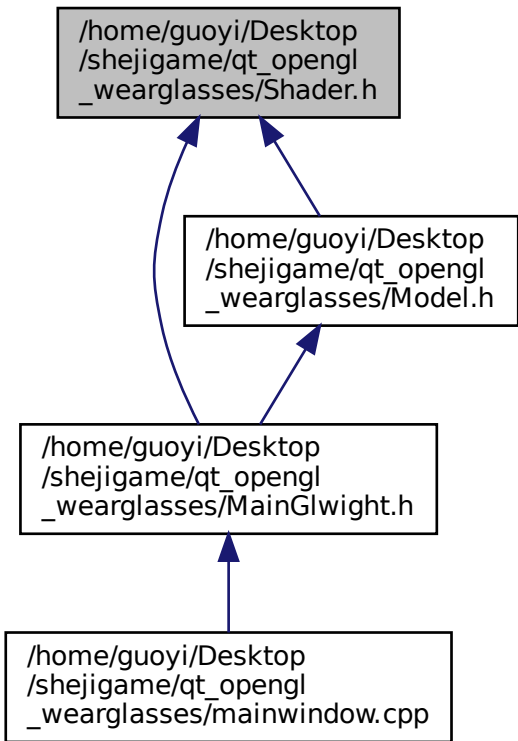 /home/guoyi/Desktop
/shejigame/qt_opengl
_wearglasses/Shader.h
/home/guoyi/Desktop
/shejigame/qt_opengl
_wearglasses/Model.h
/home/guoyi/Desktop
/shejigame/qt_opengl
_wearglasses/MainGlwight.h
/home/guoyi/Desktop
/shejigame/qt_opengl
_wearglasses/mainwindow.cpp